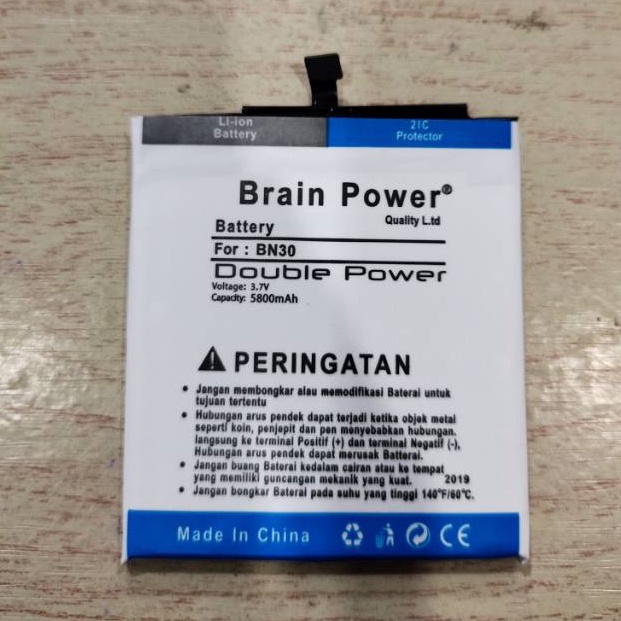 Li-ion
Battery
2IC
Protector
Brain Power®
Quality L.td
Battery
For : BN30
Double Power
Voltage: 3.7V
Capacity: 5800mAh
PERINGATAN
• Jangan membongkar alau memodifikasi Baterai untuk
tujuan tertentu
• Hubungan arus pendek dapat terjadi ketika objek metal
seperti koin, penjepit dan pen menyebabkan hubungan.
langsung ke terminal Positif (+) dan terminal Negatif (-),
Hubungan arus pendek dapat merusak Baterai.
• Jangan buang Baterai kedalam cairan atau ke tempat
yang memiliki guncangan mekanik yang kuat. 2019
• Jangan bongkar Baterai pada suhu yang tinggi 140°F/60°C.
Made In China CE